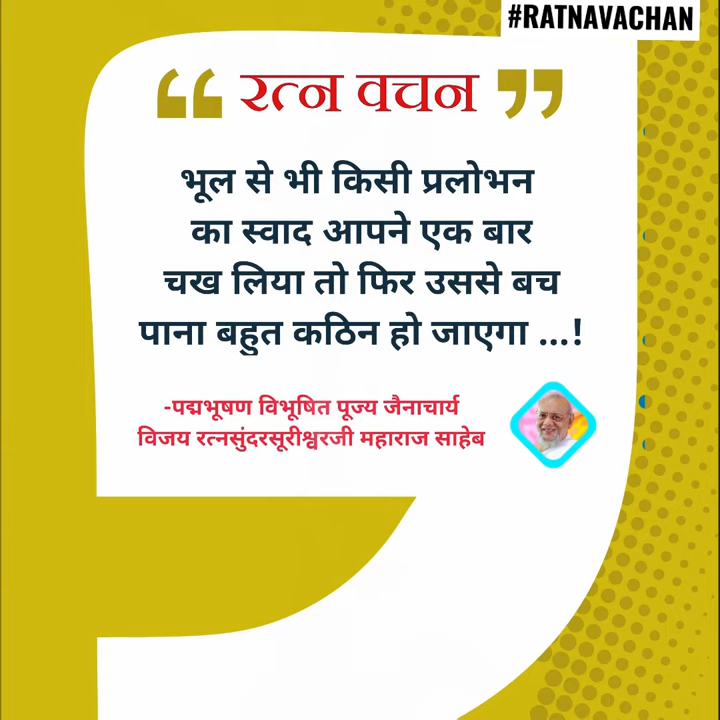 #RATNAVACHAN
“ रत्न वचन ”
भूल से भी किसी प्रलोभन
का स्वाद आपने एक बार
चख लिया तो फिर उससे बच
पाना बहुत कठिन हो जाएगा ...!
-पद्मभूषण विभूषित पूज्य जैनाचार्य
विजय रत्नसुंदरसूरीश्वरजी महाराज साहेब